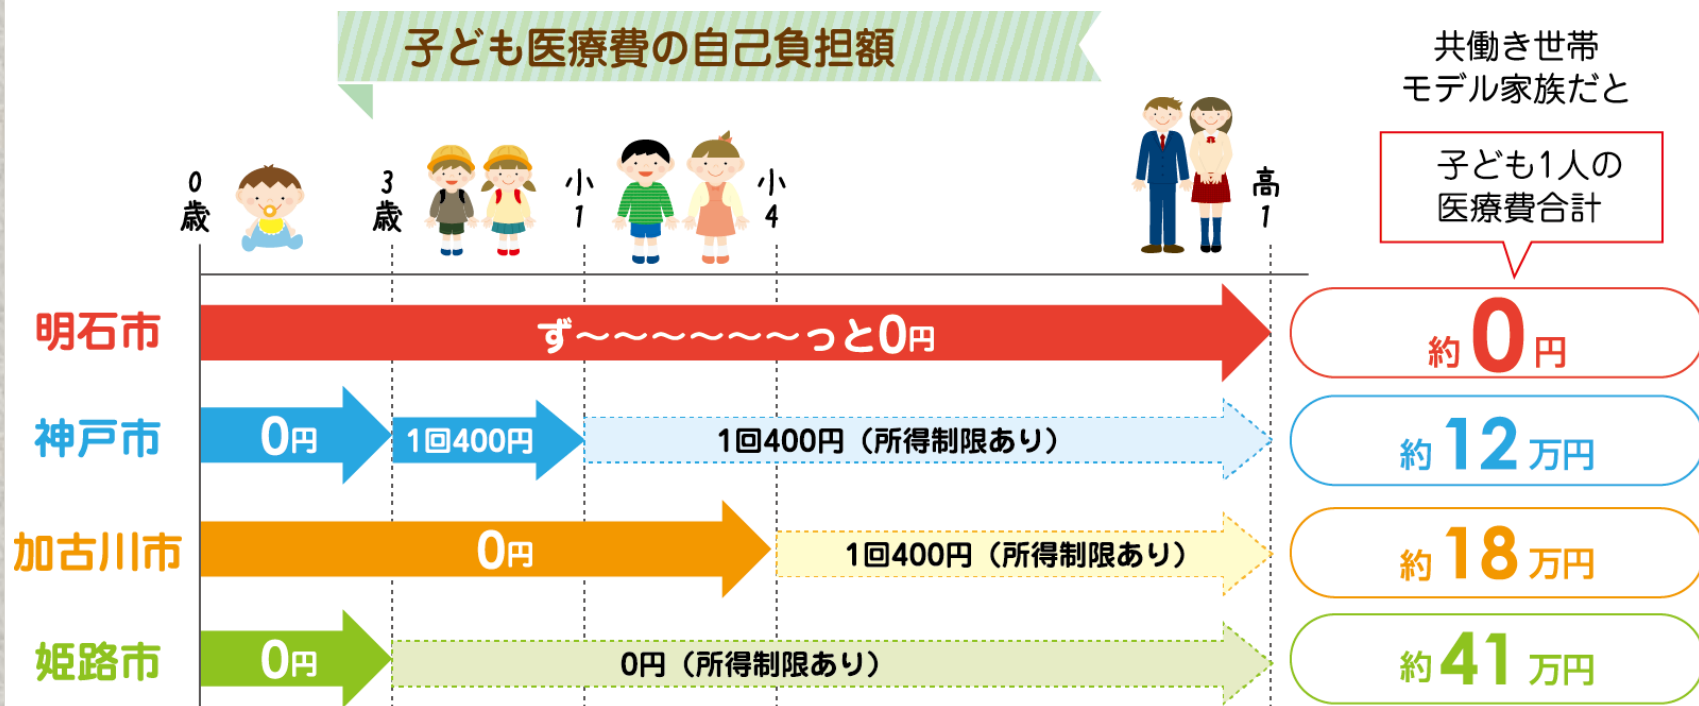 子ども医療費の自己負担額
共働き世帯
モデル家族だと
子ども1人の
医療費合計
0歳
3歳
小1
小4
高1
明石市
ず〜〜〜〜〜〜っと0円
約0円
神戸市
0円
1回400円
1回400円（所得制限あり）
約12万円
加古川市
0円
1回400円（所得制限あり）
約18万円
姫路市
0円
0円（所得制限あり）
約41万円